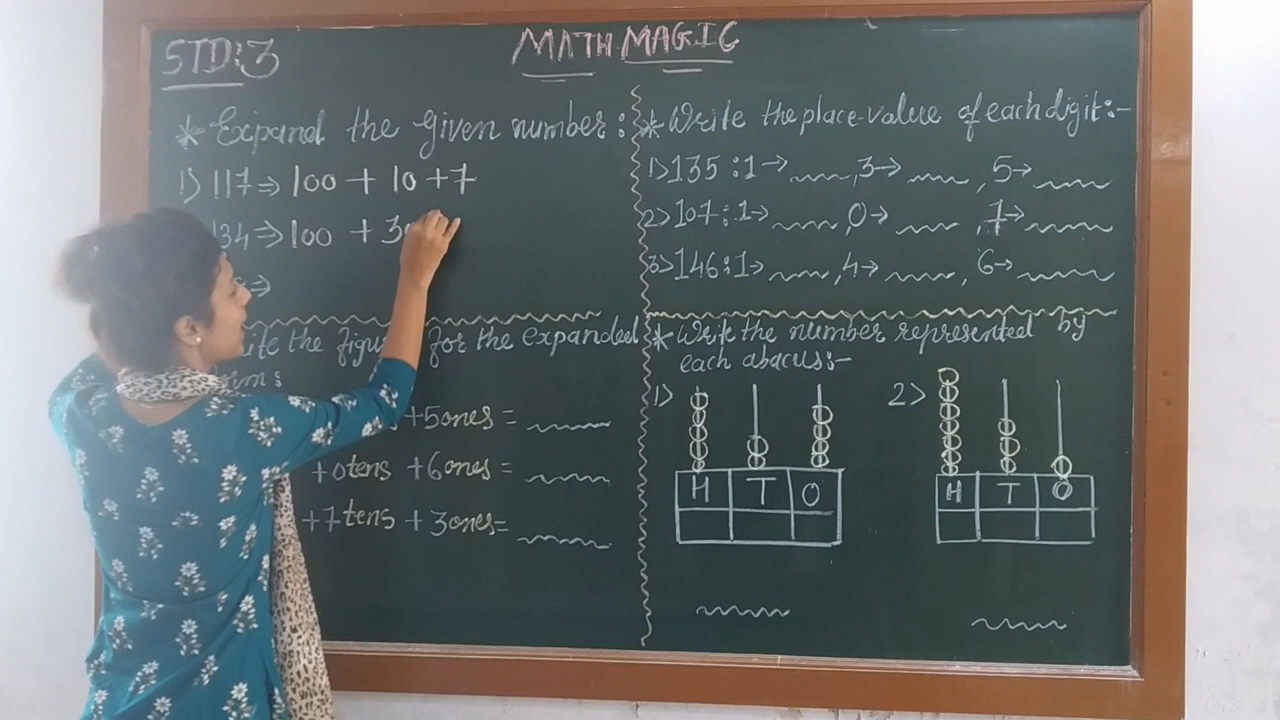 STD:3
MATH MAGIC
* Expand the given number:
1) 117 ⇒ 100 + 10 + 7
134 ⇒ 100 + 30
⇒
the figure for the expanded
+5ones =
+0tens +6ones =
+7tens + 3ones=
* Write the place-value of each digit:-
1) 135 :1→ ,3→ ,5→
2> 107 :1→ ,0→ ,7→
3> 146 :1→ ,4→ ,6→
* Write the number represented by
each abacus:-
1) 2>
H T O H T O